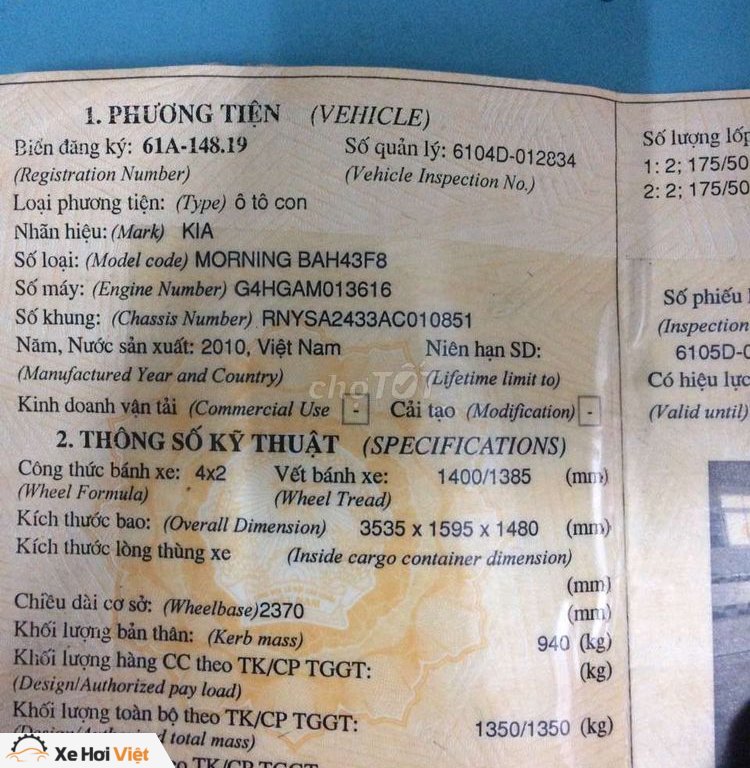 1. PHƯƠNG TIỆN (VEHICLE)
Biển đăng ký: 61A-148.19 Số quản lý: 6104D-012834
(Registration Number) (Vehicle Inspection No.)
Loại phương tiện: (Type) ô tô con
Nhãn hiệu: (Mark) KIA
Số loại: (Model code) MORNING BAH43F8
Số máy: (Engine Number) G4HGAM013616
Số khung: (Chassis Number) RNYSA2433AC010851
Năm, Nước sản xuất: 2010, Việt Nam Niên hạn SD:
(Manufactured Year and Country) (Lifetime limit to)
Kinh doanh vận tải (Commercial Use - Cải tạo (Modification) -
2. THÔNG SỐ KỸ THUẬT (SPECIFICATIONS)
Công thức bánh xe: 4x2 Vết bánh xe: 1400/1385 (mm)
(Wheel Formula) (Wheel Tread)
Kích thước bao: (Overall Dimension) 3535 x 1595 x 1480 (mm)
Kích thước lòng thùng xe (Inside cargo container dimension)
(mm)
Chiều dài cơ sở: (Wheelbase) 2370 (mm)
Khối lượng bản thân: (Kerb mass) 940 (kg)
Khối lượng hàng CC theo TK/CP TGGT: (kg)
(Design/Authorized pay load)
Khối lượng toàn bộ theo TK/CP TGGT: 1350/1350 (kg)
total mass)
theo TK/CP TGGT
Số lượng lốp
1: 2; 175/50
2: 2; 175/50
Số phiếu
(Inspection
6105D-0
Có hiệu lực
(Valid until)
chợTỐT
Xe Hơi Việt